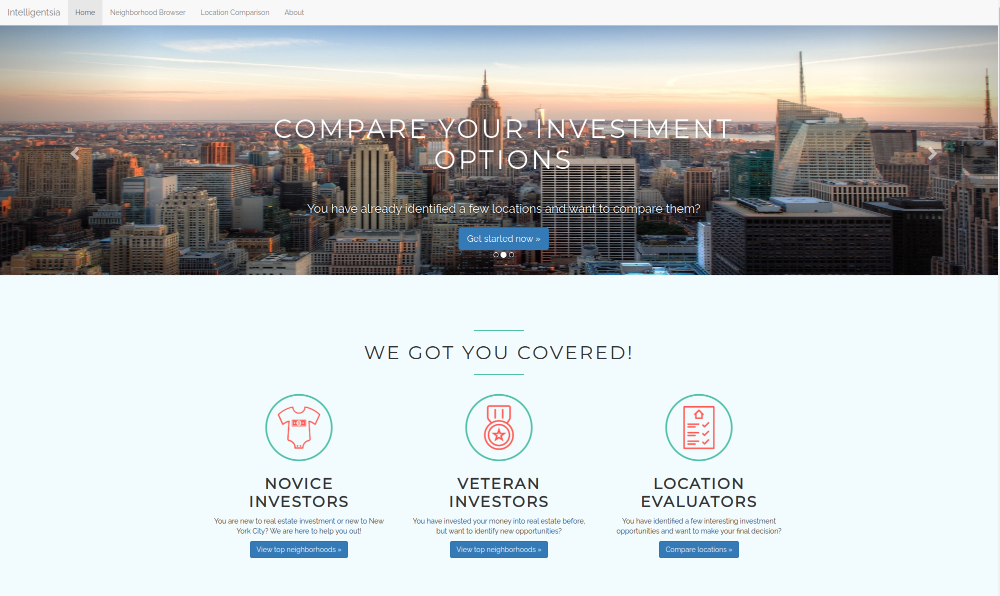 Intelligentsia Home Neighborhood Browser Location Comparison About
COMPARE YOUR INVESTMENT
OPTIONS
You have already identified a few locations and want to compare them?
Get started now »
WE GOT YOU COVERED!
NOVICE
INVESTORS
You are new to real estate investment or new to New
York City? We are here to help you out!
View top neighborhoods »
VETERAN
INVESTORS
You have invested your money into real estate before,
but want to identify new opportunities?
View top neighborhoods »
LOCATION
EVALUATORS
You have identified a few interesting investment
opportunities and want to make your final decision?
Compare locations »